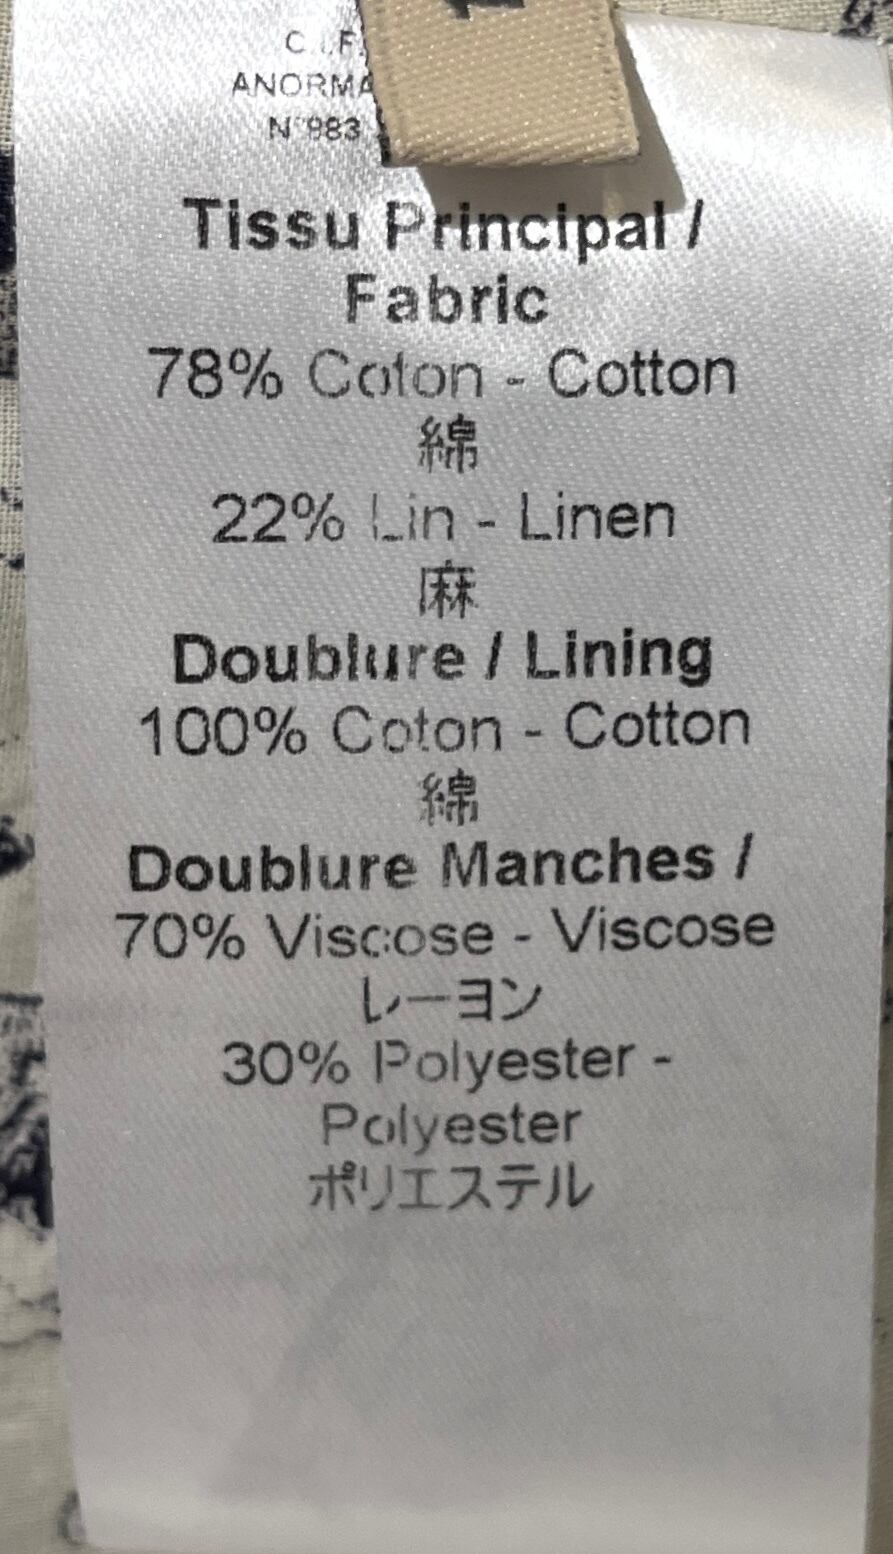 N°983
Tissu Principal /
Fabric
78% Coton - Cotton
綿
22% Lin - Linen
麻
Doublure / Lining
100% Coton - Cotton
綿
Doublure Manches /
70% Viscose - Viscose
レーヨン
30% Polyester -
Polyester
ポリエステル